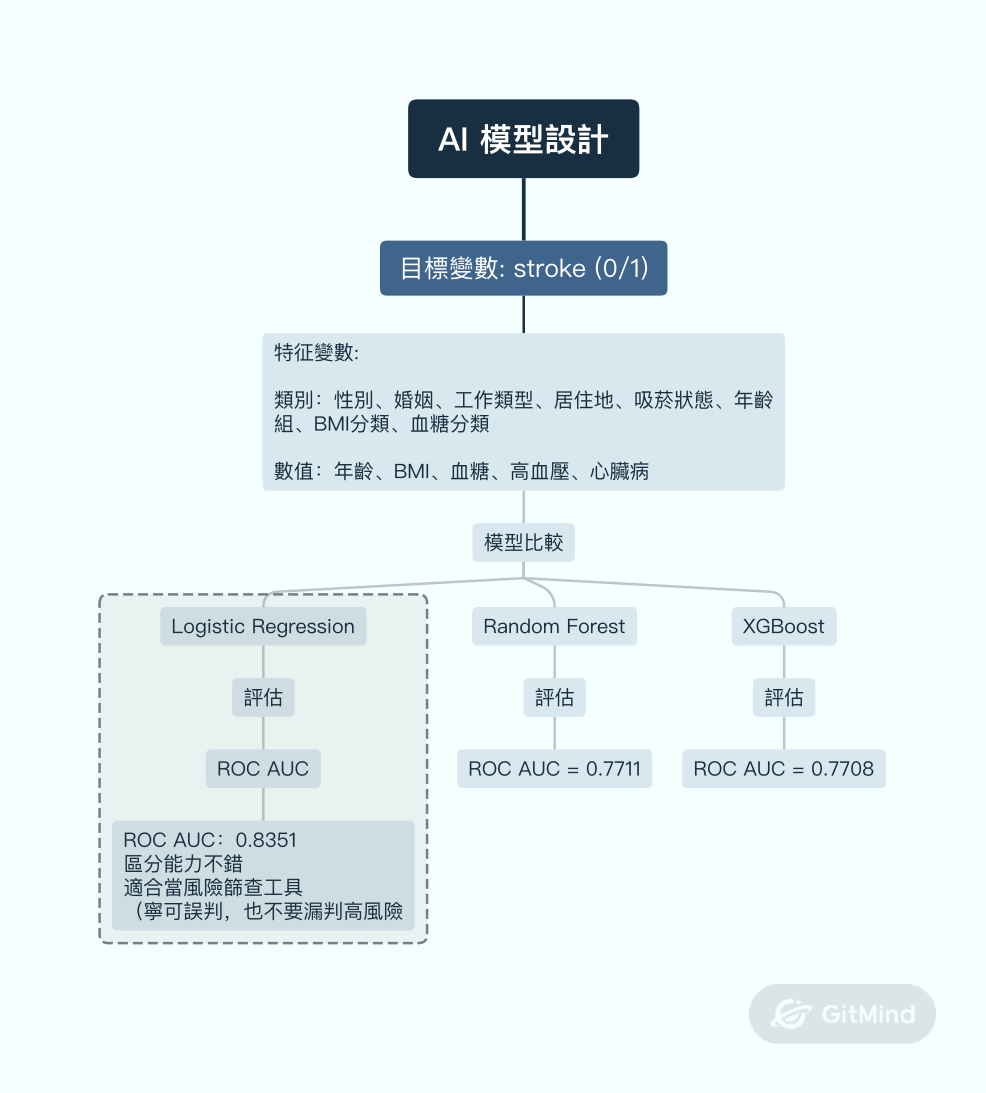 AI 模型設計
目標變數: stroke (0/1)
特征變數:
類別：性別、婚姻、工作類型、居住地、吸菸狀態、年齡
組、BMI分類、血糖分類
數值：年齡、BMI、血糖、高血壓、心臟病
模型比較
Logistic Regression
Random Forest
XGBoost
評估
評估
評估
ROC AUC
ROC AUC = 0.7711
ROC AUC = 0.7708
ROC AUC：0.8351
區分能力不錯
適合當風險篩查工具
（寧可誤判，也不要漏判高風險
GitMind